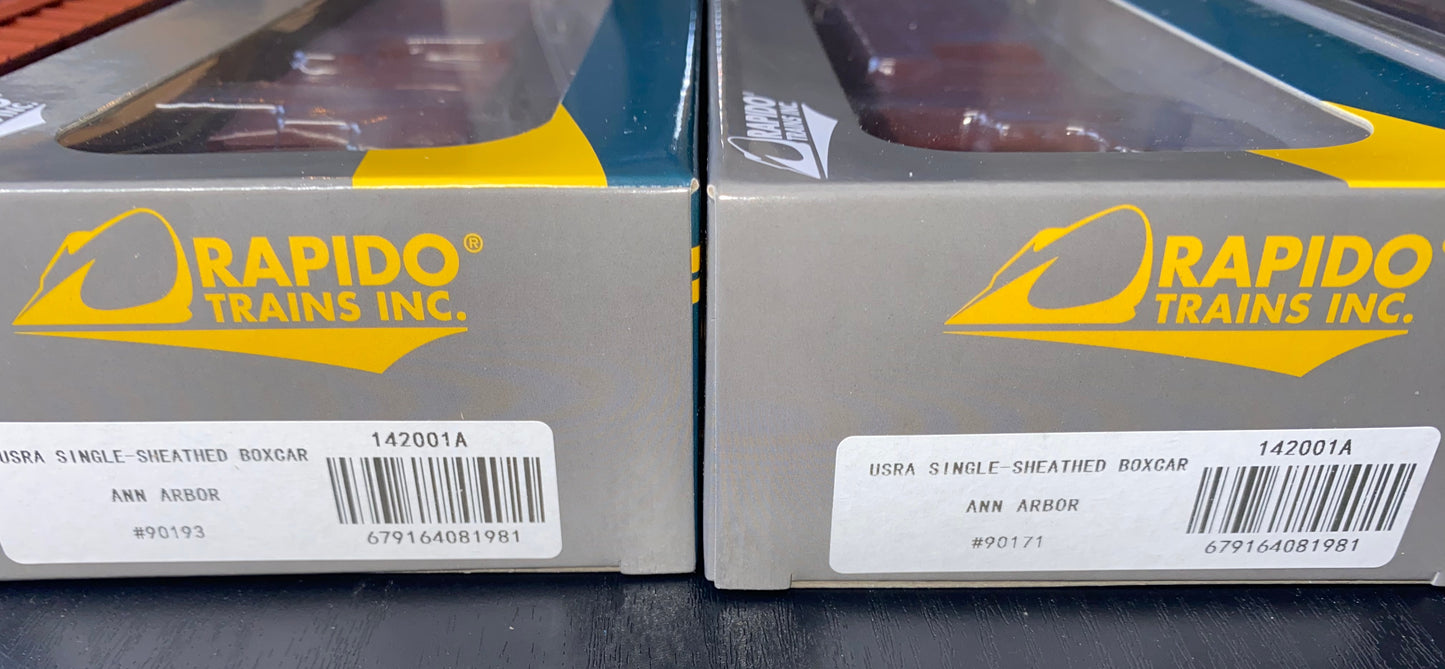 RAPIDO
TRAINS INC.
RAPIDO®
TRAINS INC.
USRA SINGLE-SHEATHED BOXCAR
ANN ARBOR
#90193
142001A
679164081981
RAPIDO
TRAINS INC.
USRA SINGLE-SHEATHED BOXCAR
ANN ARBOR
#90171
142001A
679164081981